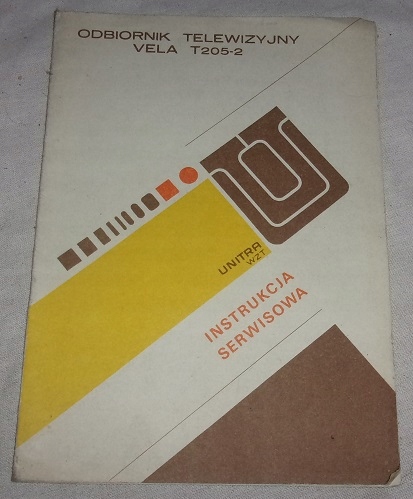 ODBIORNIK TELEWIZYJNY
VELA T205-2
UNITRA
WZT
INSTRUKCJA
SERWISOWA